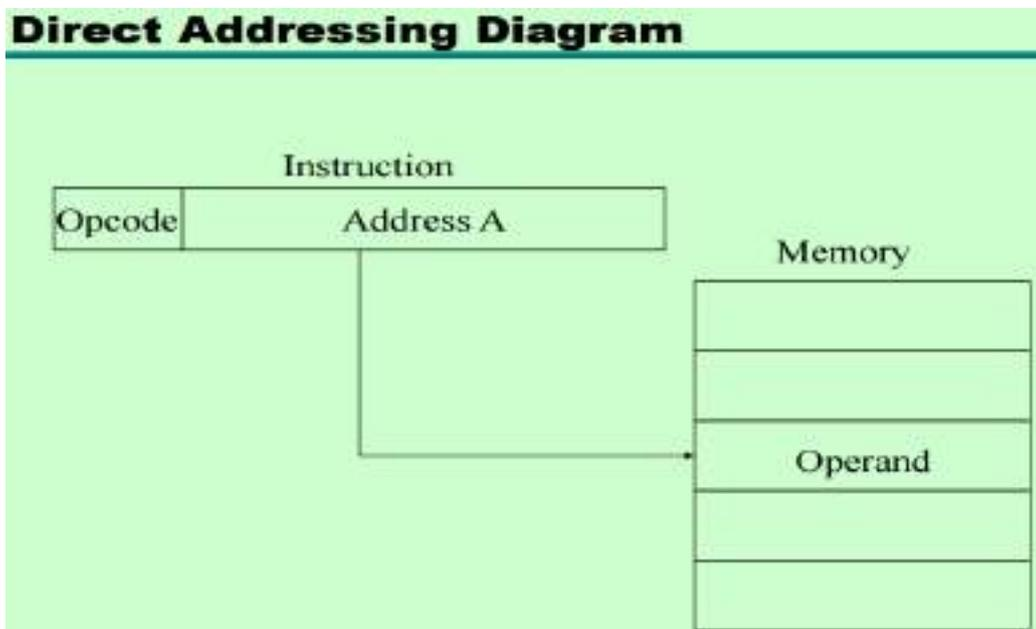 Direct Addressing Diagram
Instruction
Opcode Address A
Memory
Operand